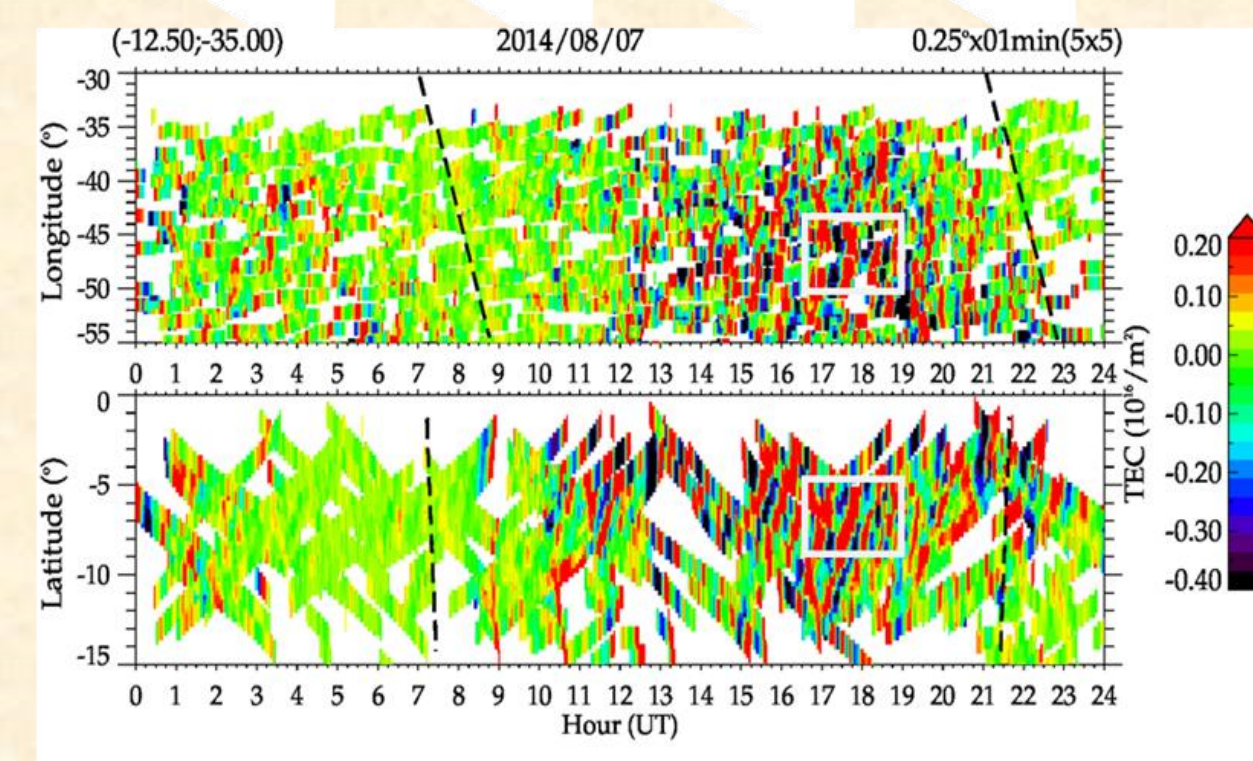 (-12.50;-35.00) 2014/08/07 0.25°x01min(5x5)
Longitude (°)
-30
-35
-40
-45
-50
-55
0 1 2 3 4 5 6 7 8 9 10 11 12 13 14 15 16 17 18 19 20 21 22 23 24
Latitude (°)
0
-5
-10
-15
0 1 2 3 4 5 6 7 8 9 10 11 12 13 14 15 16 17 18 19 20 21 22 23 24
Hour (UT)
TEC (10¹⁶/m²)
0.20
0.10
0.00
-0.10
-0.20
-0.30
-0.40